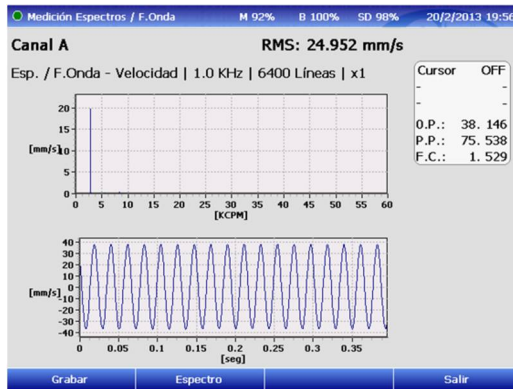 Medición Espectros / F.Onda M 92% B 100% SD 98% 20/2/2013 19:56
Canal A RMS: 24.952 mm/s
Esp. / F.Onda - Velocidad | 1.0 KHz | 6400 Líneas | x1
Cursor OFF
- -
- -
0.P.: 38. 146
P.P.: 75. 538
F.C.: 1. 529
20
15
[mm/s] 10
5
0
0 5 10 15 20 25 30 35 40 45 50 55 60
[KCPM]
40
30
20
10
[mm/s] 0
-10
-20
-30
-40
0 0.05 0.1 0.15 0.2 0.25 0.3 0.35
[seg]
Grabar Espectro Salir